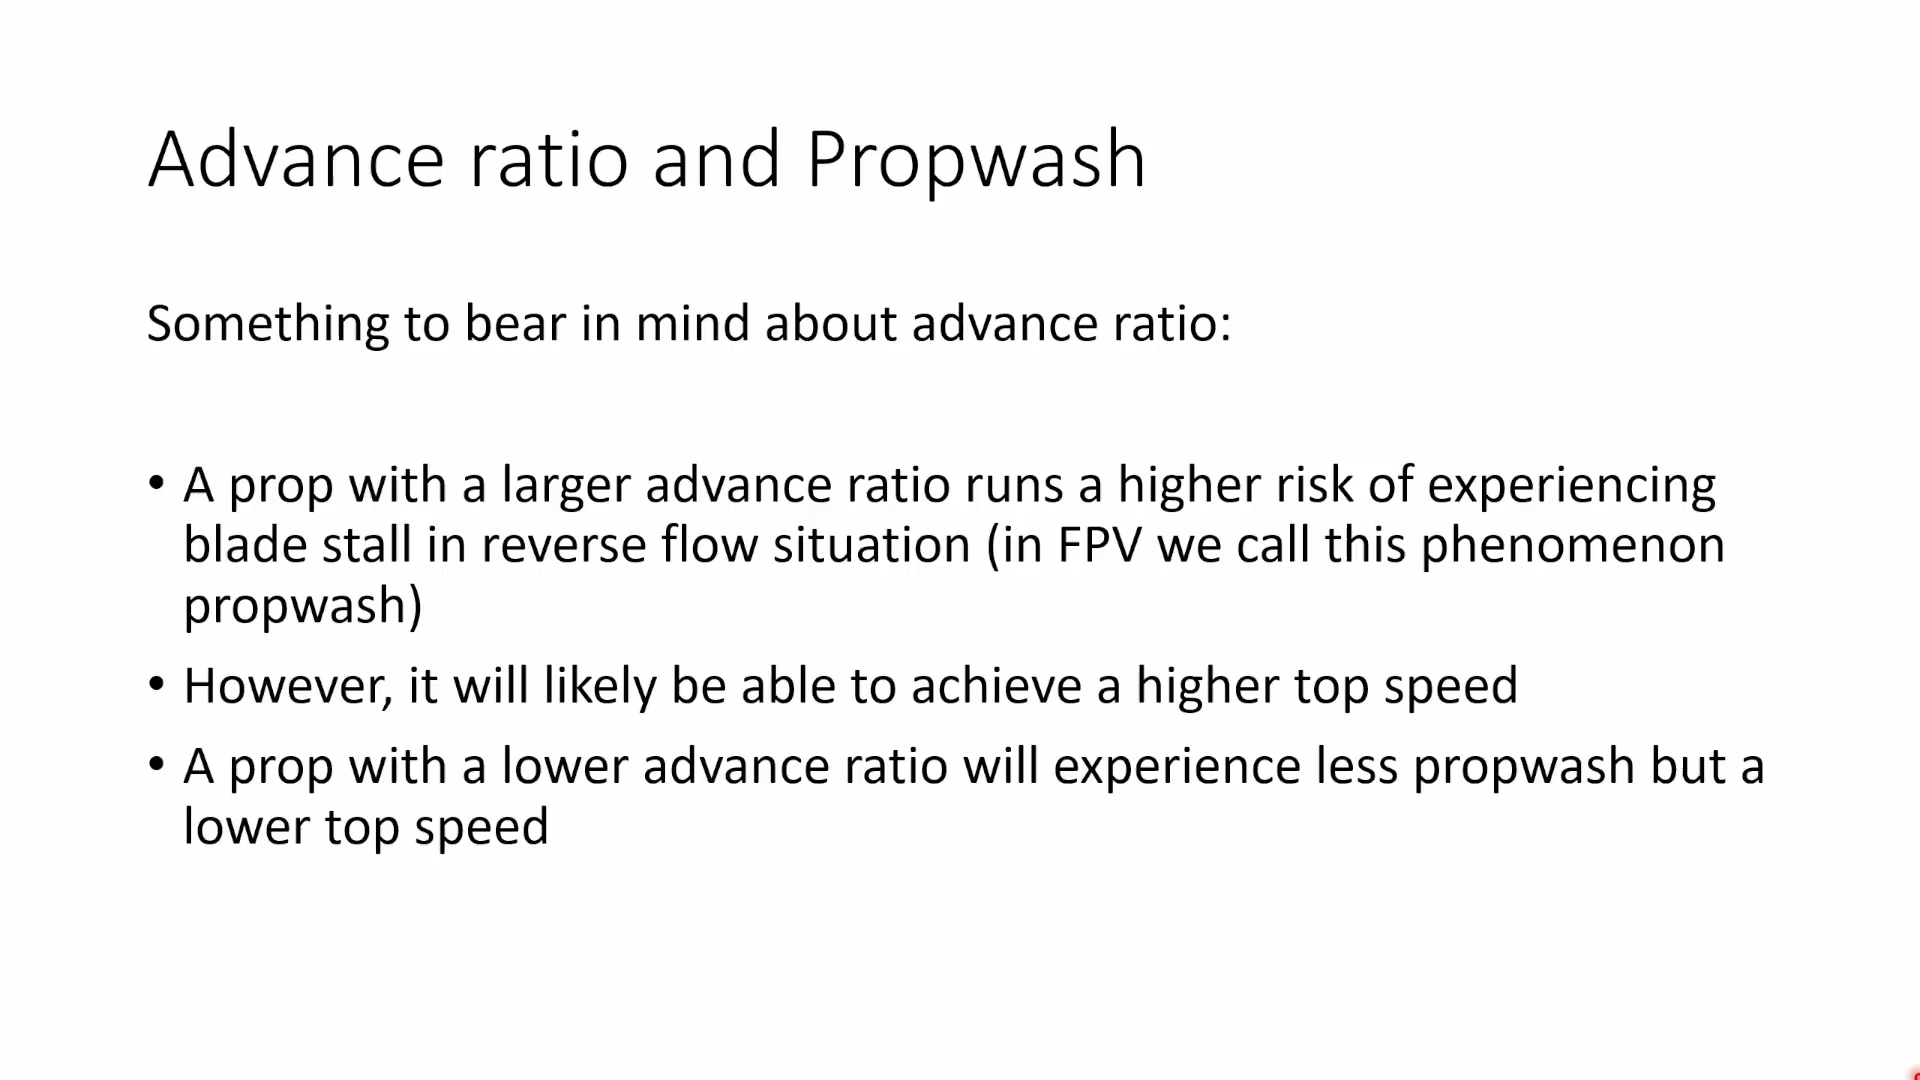 Advance ratio and Propwash
Something to bear in mind about advance ratio:
• A prop with a larger advance ratio runs a higher risk of experiencing
blade stall in reverse flow situation (in FPV we call this phenomenon
propwash)
• However, it will likely be able to achieve a higher top speed
• A prop with a lower advance ratio will experience less propwash but a
lower top speed